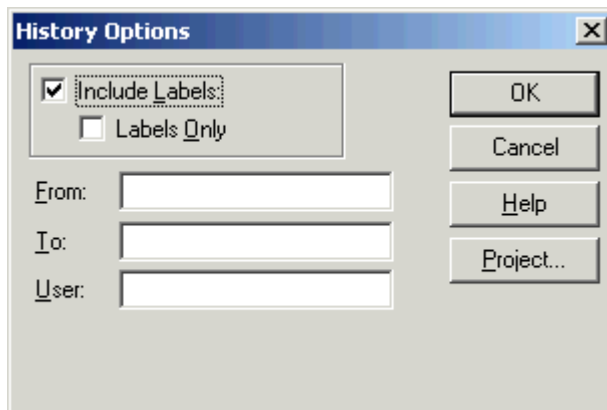 History Options
Include Labels:
Labels Only
From:
To:
User:
OK
Cancel
Help
Project...